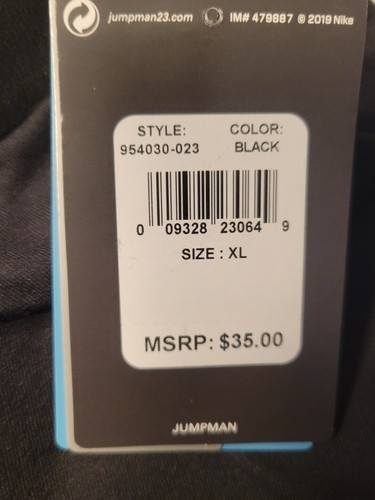 jumpman23.com IM# 479887 © 2019 Nike
STYLE: COLOR:
954030-023 BLACK
0 09328 23064 9
SIZE : XL
MSRP: $35.00
JUMPMAN